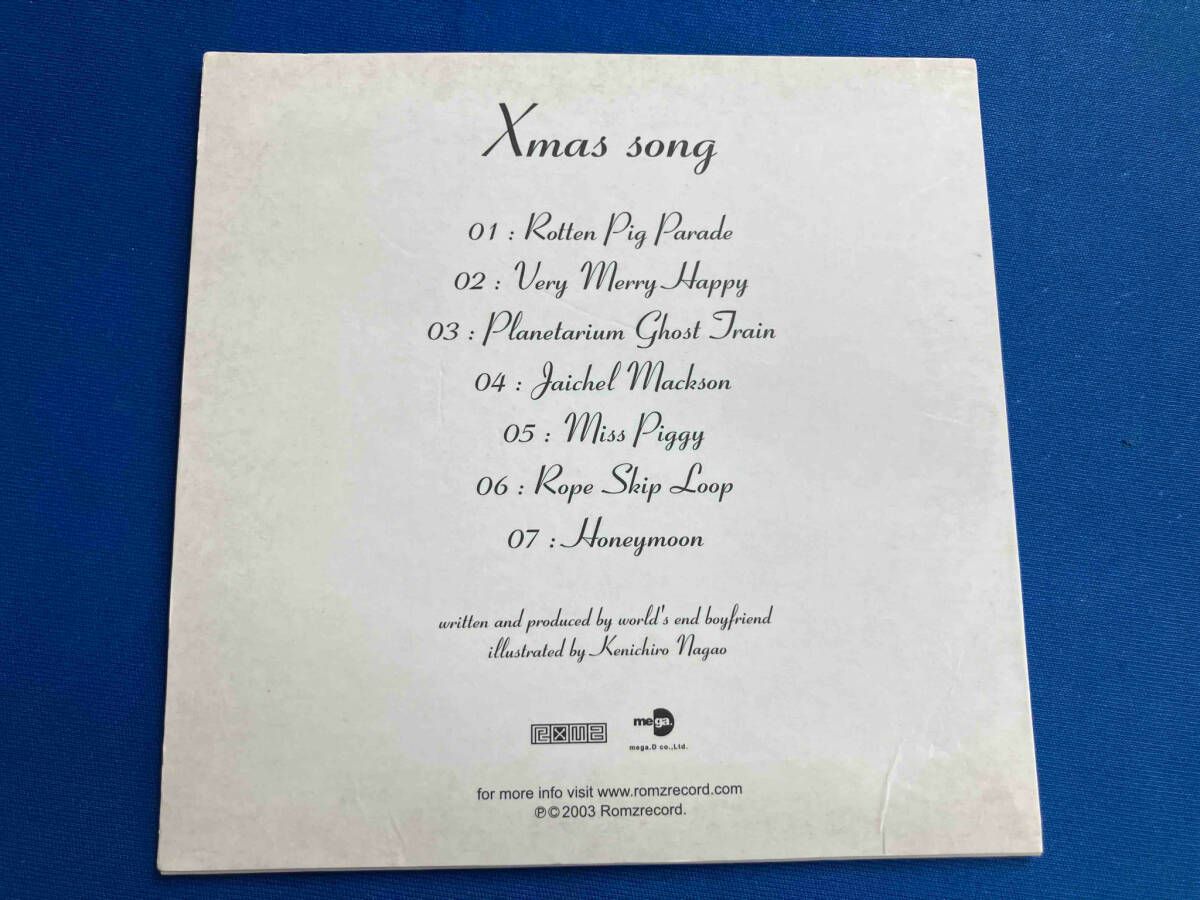 Xmas song
01 : Rotten Pig Parade
02 : Very Merry Happy
03 : Planetarium Ghost Train
04 : Jaichel Mackson
05 : Miss Piggy
06 : Rope Skip Loop
07 : Honeymoon
written and produced by world's end boyfriend
illustrated by Kenichiro Nagao
ROMZ
mega.
mega.D co.,Ltd.
for more info visit www.romzrecord.com
℗© 2003 Romzrecord.